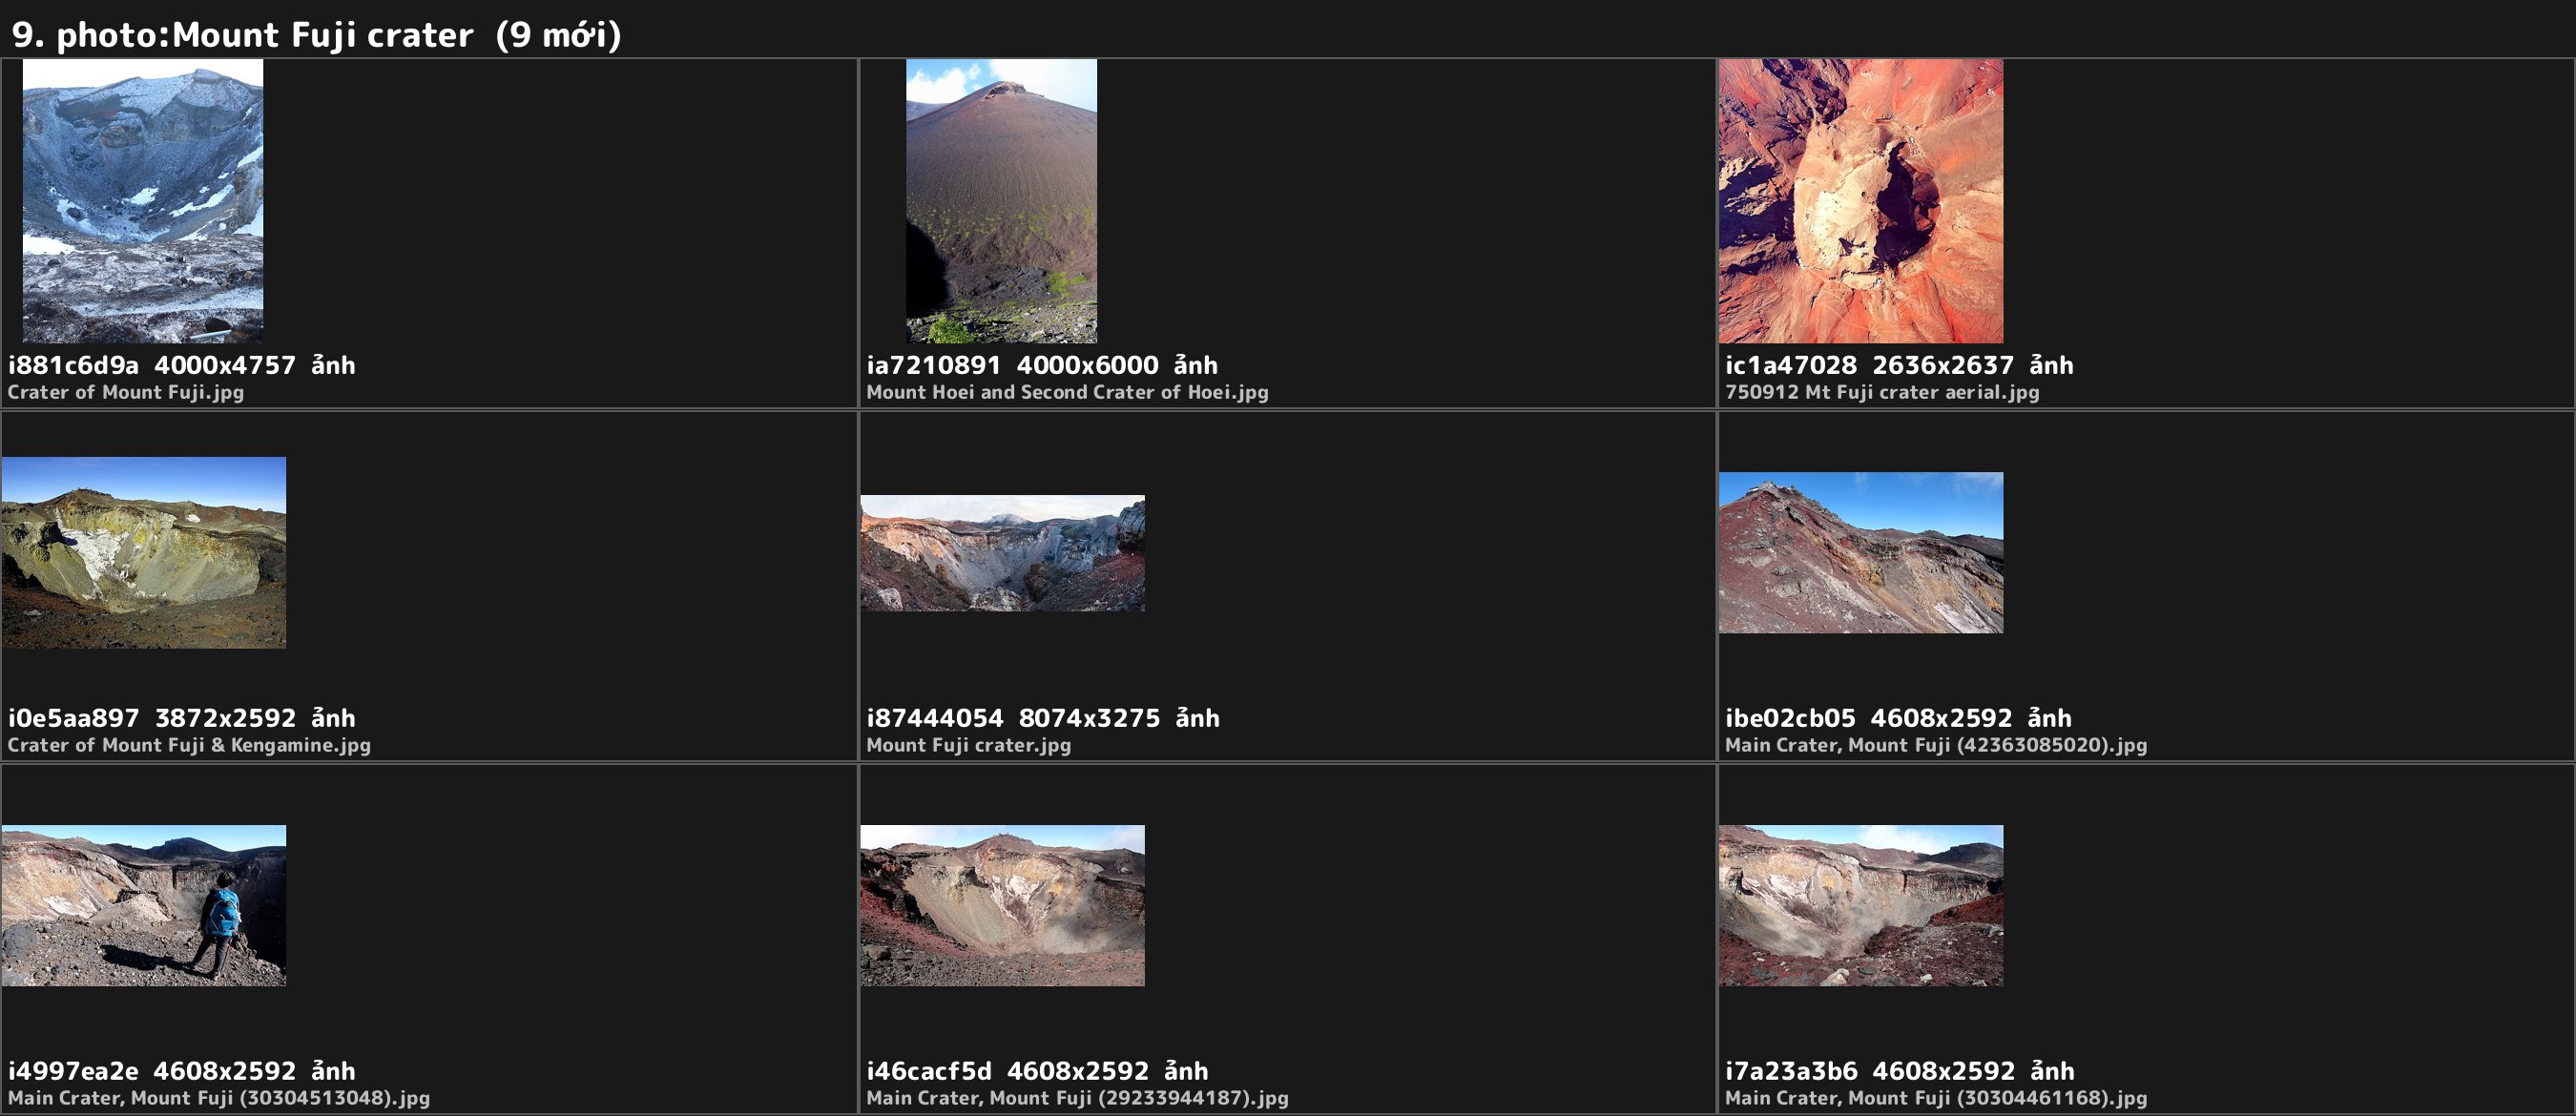 9. photo:Mount Fuji crater (9 mới)
i881c6d9a 4000x4757 ảnh
Crater of Mount Fuji.jpg
ia7210891 4000x6000 ảnh
Mount Hoei and Second Crater of Hoei.jpg
ic1a47028 2636x2637 ảnh
750912 Mt Fuji crater aerial.jpg
i0e5aa897 3872x2592 ảnh
Crater of Mount Fuji & Kengamine.jpg
i87444054 8074x3275 ảnh
Mount Fuji crater.jpg
ibe02cb05 4608x2592 ảnh
Main Crater, Mount Fuji (42363085020).jpg
i4997ea2e 4608x2592 ảnh
Main Crater, Mount Fuji (30304513048).jpg
i46cacf5d 4608x2592 ảnh
Main Crater, Mount Fuji (29233944187).jpg
i7a23a3b6 4608x2592 ảnh
Main Crater, Mount Fuji (30304461168).jpg